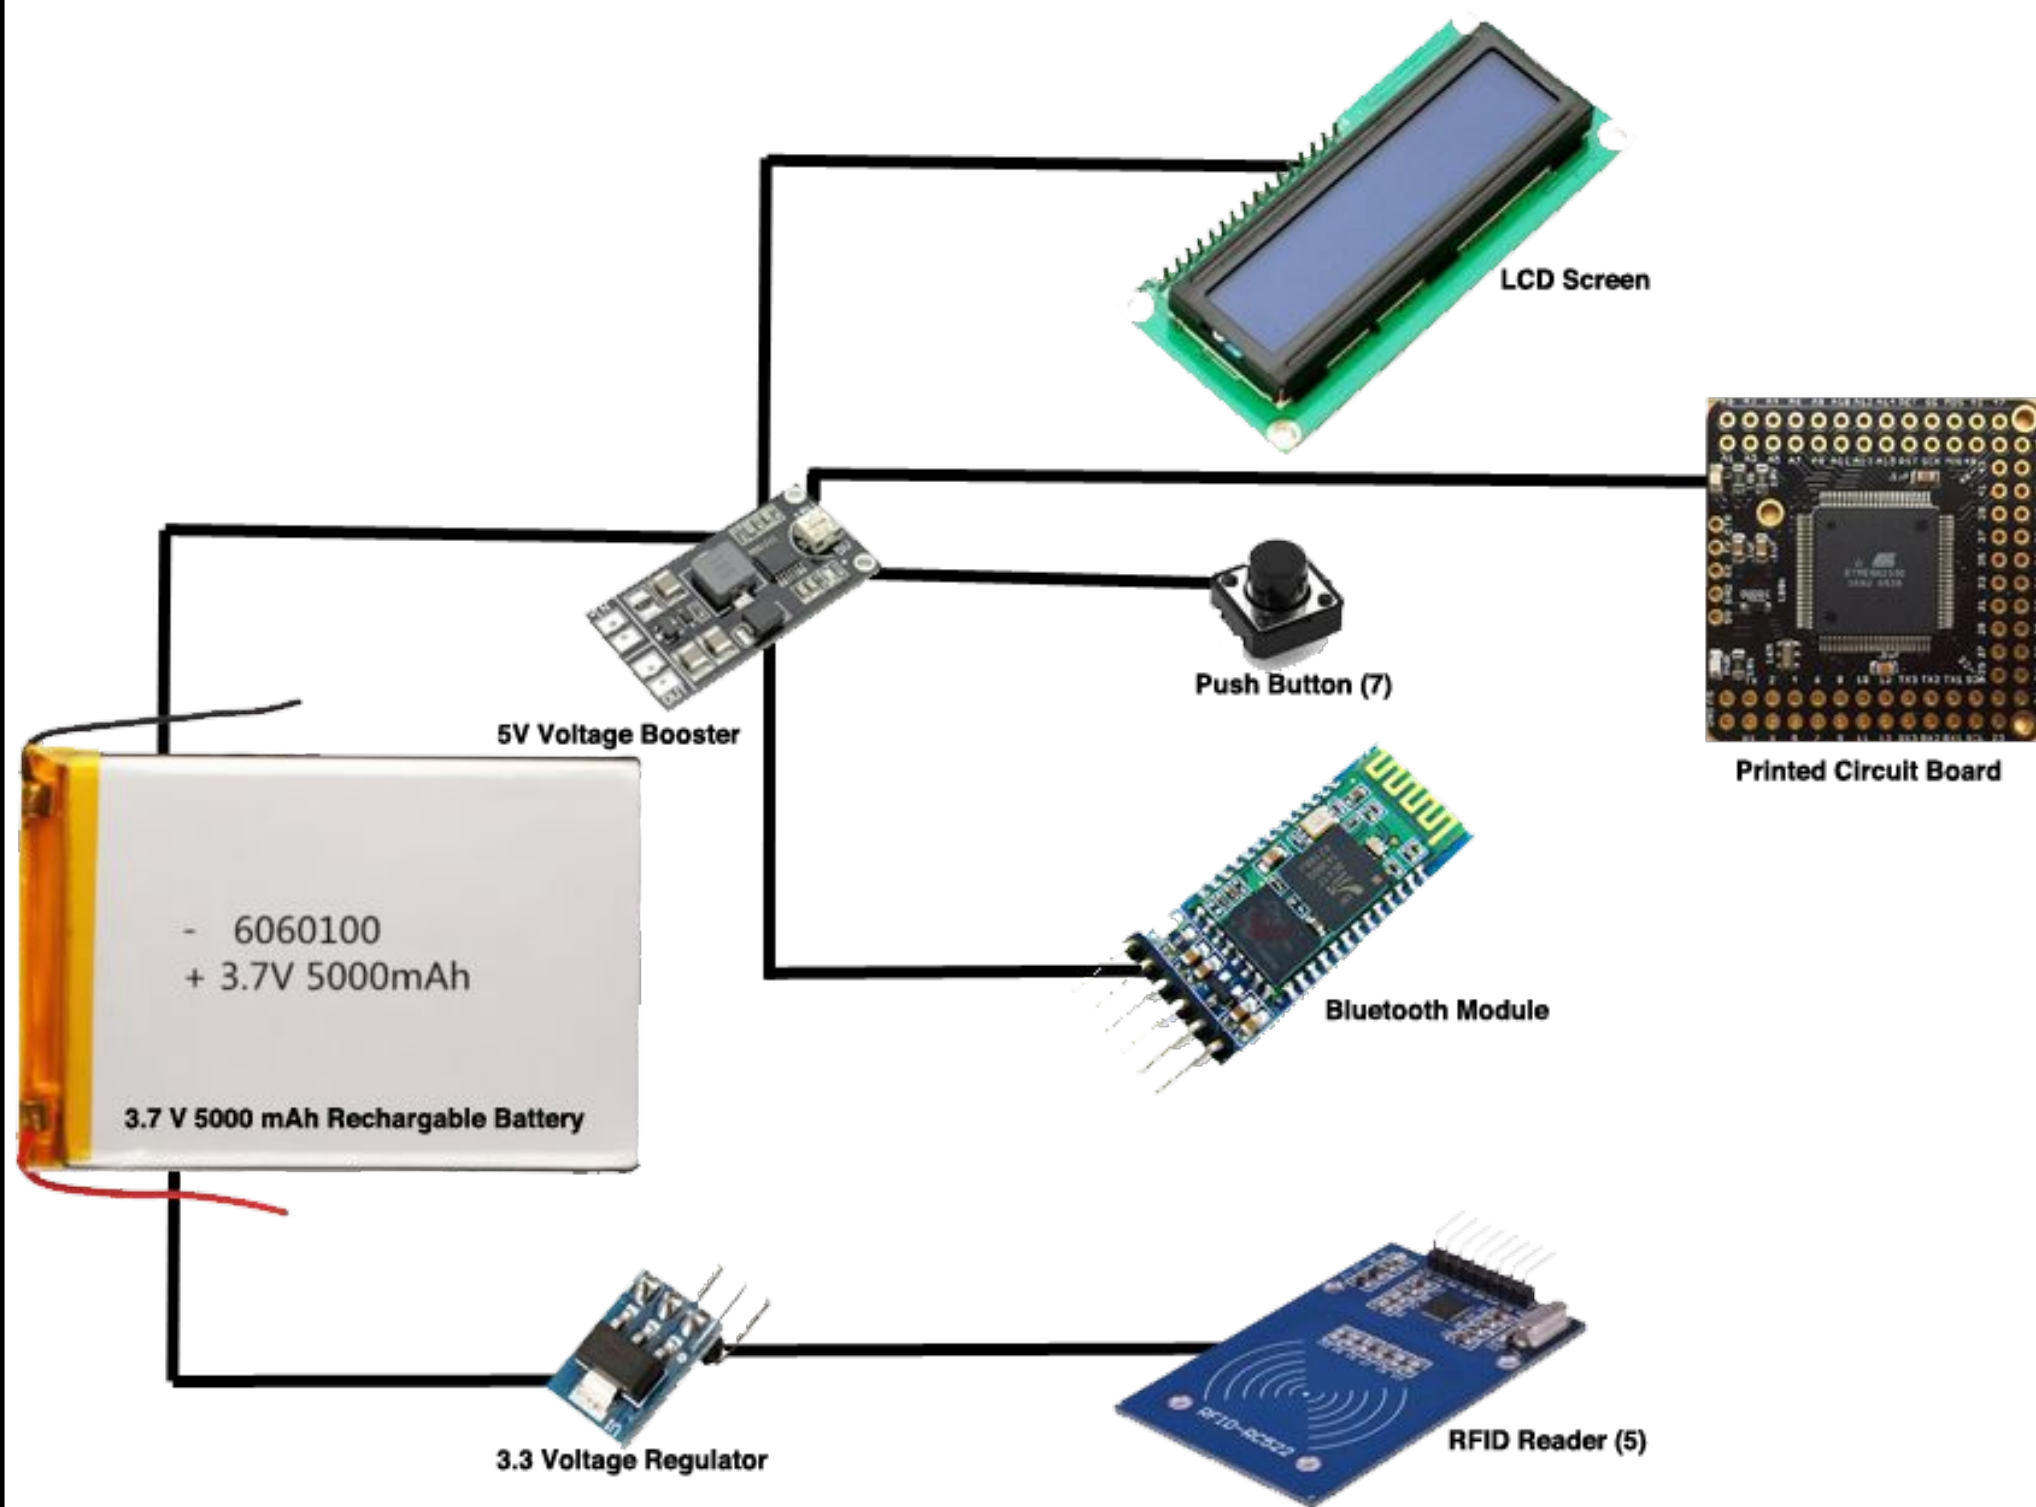 LCD Screen
5V Voltage Booster
Push Button (7)
Printed Circuit Board
- 6060100
+ 3.7V 5000mAh
3.7 V 5000 mAh Rechargable Battery
Bluetooth Module
3.3 Voltage Regulator
RFID-RC522
RFID Reader (5)